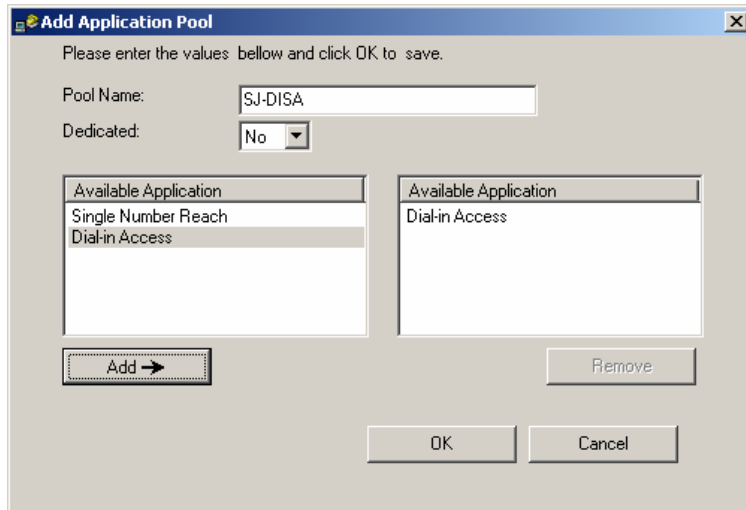 Add Application Pool
Please enter the values bellow and click OK to save.
Pool Name: SJ-DISA
Dedicated: No
Available Application
Single Number Reach
Dial-in Access
Available Application
Dial-in Access
Add
Remove
OK Cancel